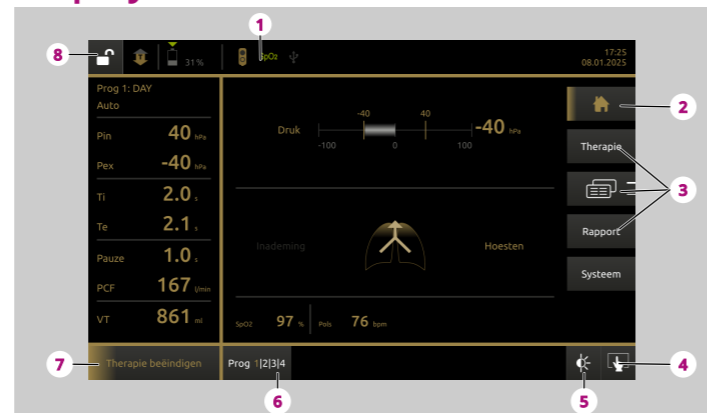 1
8
31%
SpO2
17:25
08.01.2025
Prog 1: DAY
Auto
Pin 40 hPa
Pex -40 hPa
Ti 2.0 s
Te 2.1 s
Pauze 1.0 s
PCF 167 l/min
VT 861 ml
Druk
-40 40
-100 0 100
-40 hPa
Inademing
Hoesten
SpO2 97 % Pols 76 bpm
2
Therapie
3
Rapport
Systeem
7
Therapie beëindigen
Prog 1|2|3|4
4
6
5